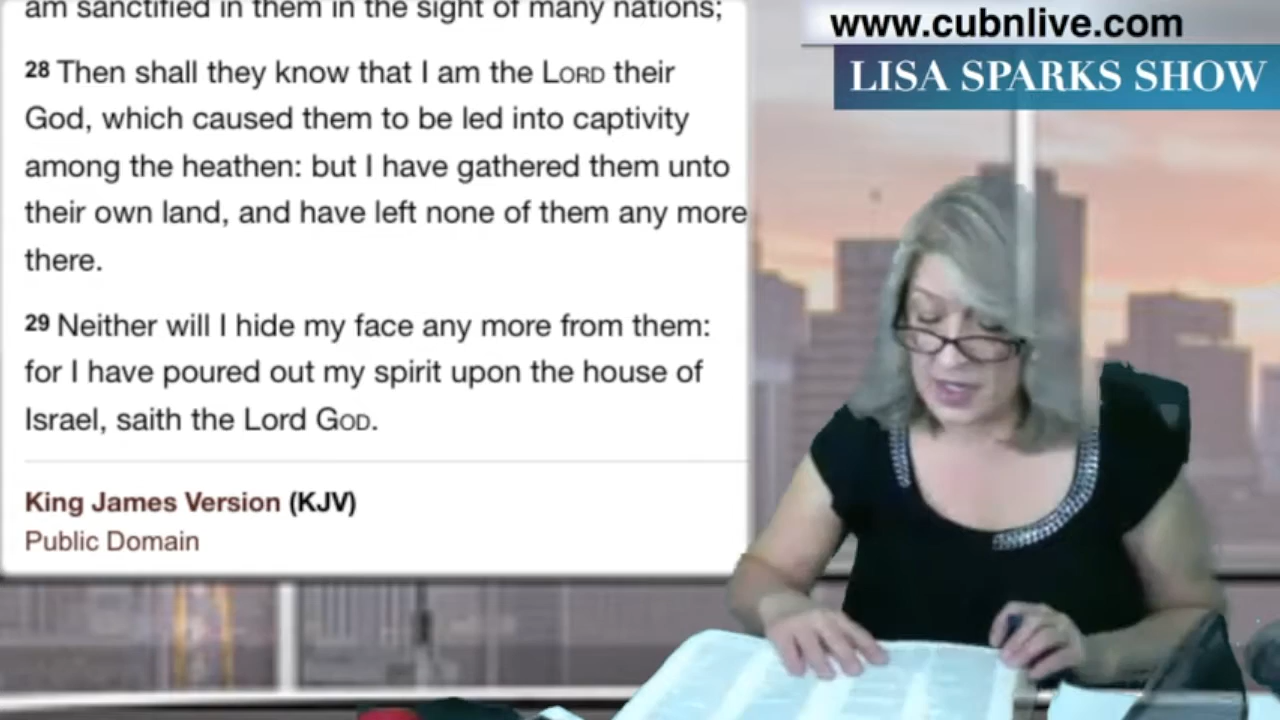 am sanctified in them in the sight of many nations;
28 Then shall they know that I am the LORD their
God, which caused them to be led into captivity
among the heathen: but I have gathered them unto
their own land, and have left none of them any more
there.
29 Neither will I hide my face any more from them:
for I have poured out my spirit upon the house of
Israel, saith the Lord GOD.
King James Version (KJV)
Public Domain
www.cubnlive.com
LISA SPARKS SHOW